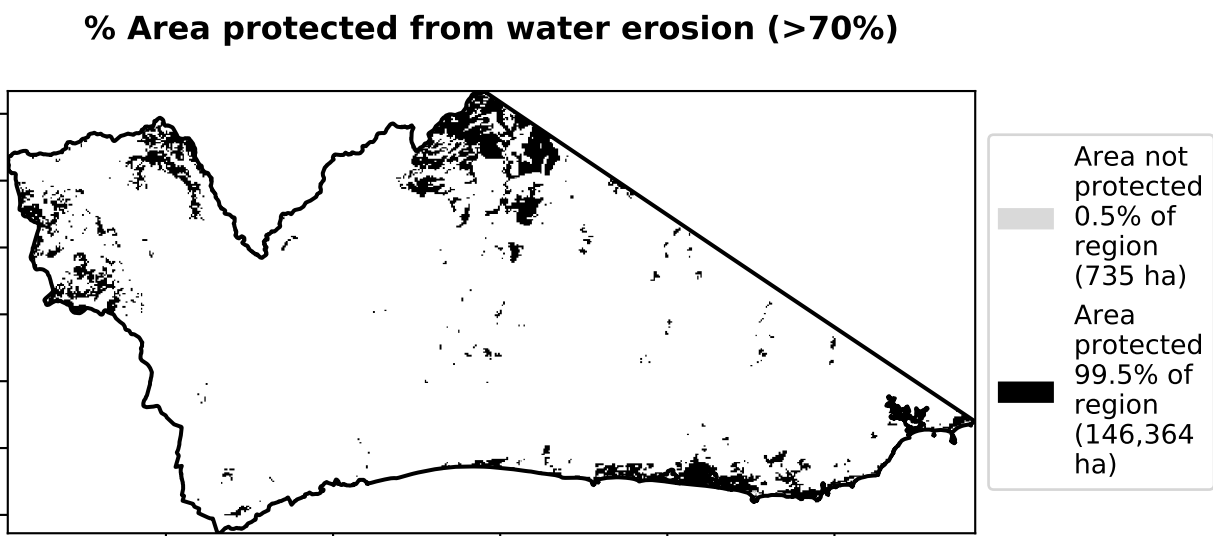 % Area protected from water erosion (>70%)
Area not
protected
0.5% of
region
(735 ha)
Area
protected
99.5% of
region
(146,364
ha)